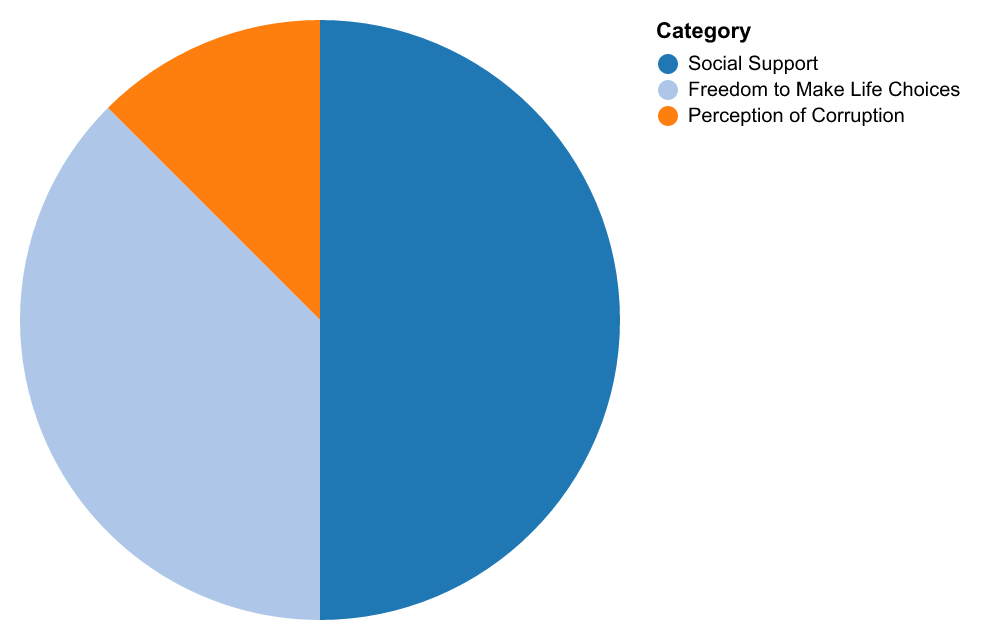 Category
Social Support
Freedom to Make Life Choices
Perception of Corruption